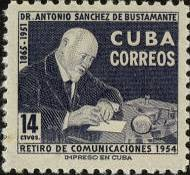 DR. ANTONIO SANCHEZ DE BUSTAMANTE
1865-1951
CUBA
CORREOS
14
CTVOS.
RETIRO DE COMUNICACIONES 1954
IMPRESO EN CUBA